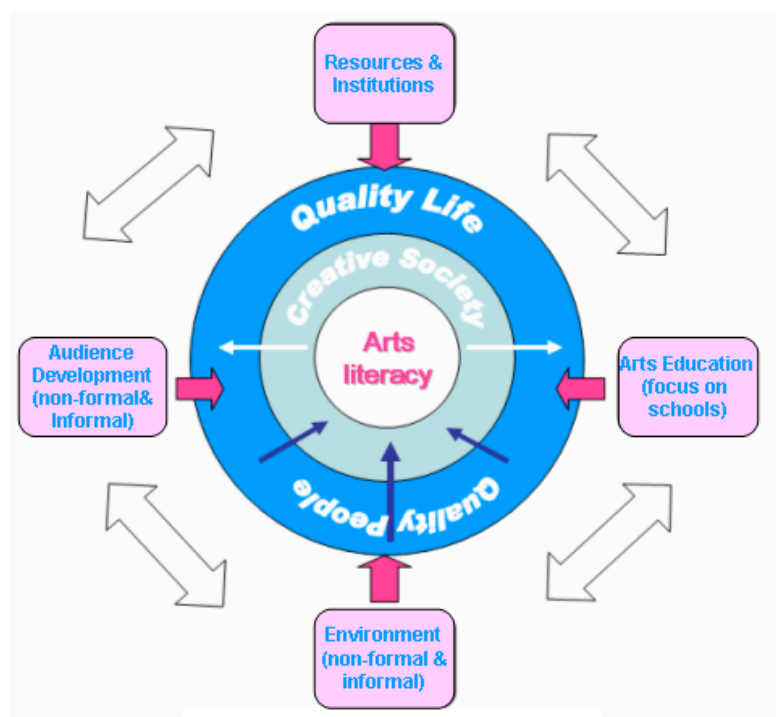 Resources &
Institutions
Quality Life
Creative Society
Arts
literacy
Audience
Development
(non-formal&
Informal)
Arts Education
(focus on
schools)
Quality People
Environment
(non-formal &
informal)